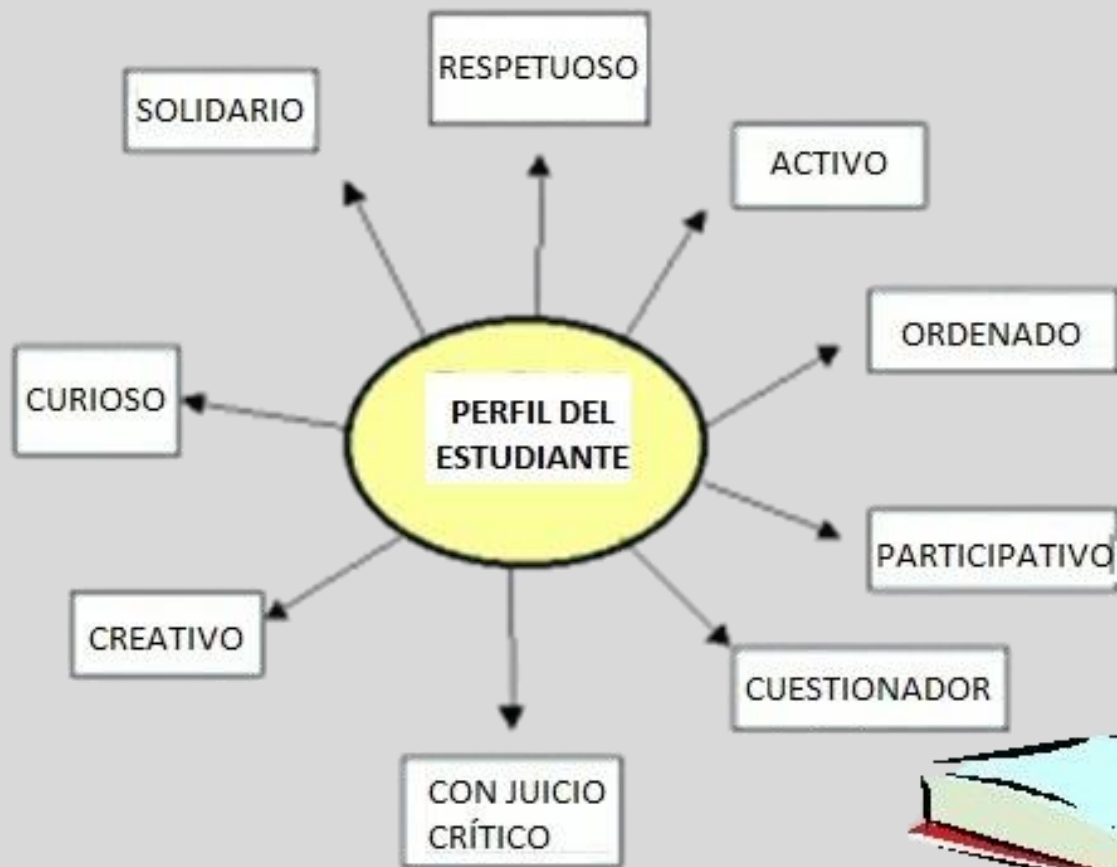 RESPETUOSO
SOLIDARIO
ACTIVO
ORDENADO
CURIOSO
PERFIL DEL
ESTUDIANTE
PARTICIPATIVO
CREATIVO
CUESTIONADOR
CON JUICIO
CRÍTICO